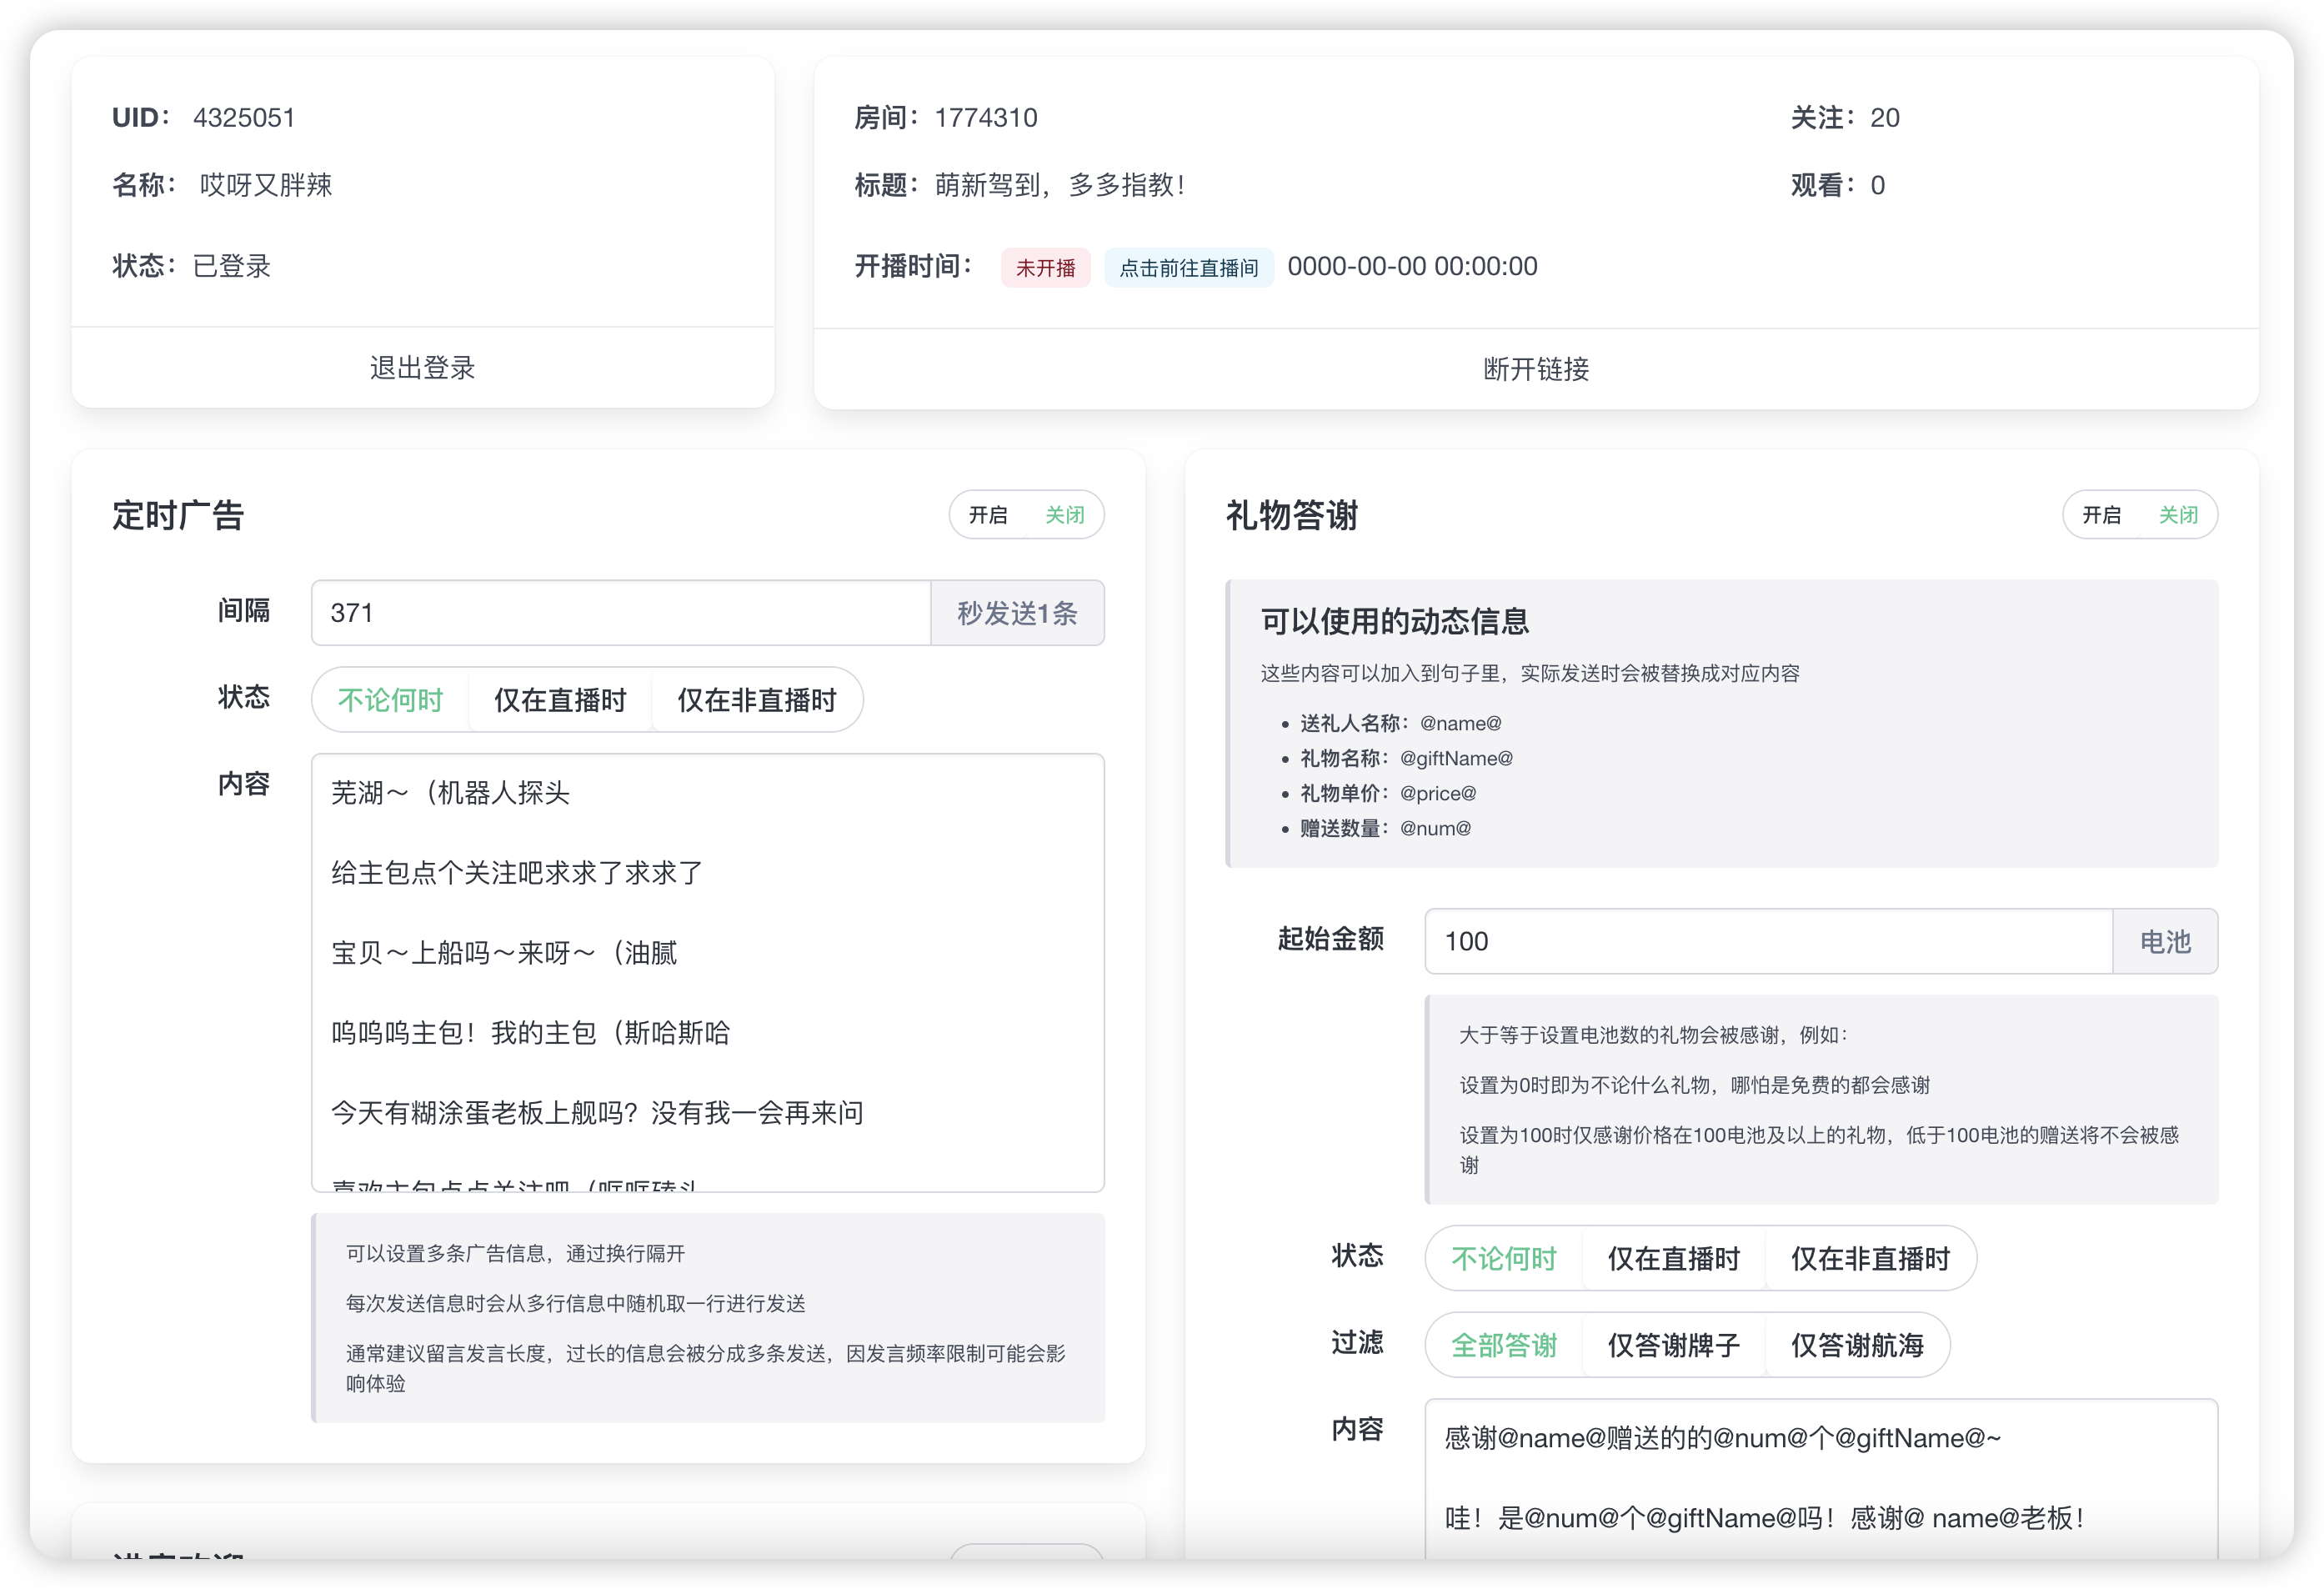 UID： 4325051
名称： 哎呀又胖辣
状态：已登录
退出登录
房间：1774310
关注：20
标题：萌新驾到，多多指教！
观看：0
开播时间： 未开播 点击前往直播间 0000-00-00 00:00:00
断开链接
定时广告
开启 关闭
间隔 371 秒发送1条
状态 不论何时 仅在直播时 仅在非直播时
内容
芜湖～（机器人探头
给主包点个关注吧求求了求求了
宝贝～上船吗～来呀～（油腻
呜呜呜主包！我的主包（斯哈斯哈
今天有糊涂蛋老板上舰吗？没有我一会再来问
喜欢主包点点关注吧（哐哐磕头
可以设置多条广告信息，通过换行隔开
每次发送信息时会从多行信息中随机取一行进行发送
通常建议留言发言长度，过长的信息会被分成多条发送，因发言频率限制可能会影
响体验
礼物答谢
开启 关闭
可以使用的动态信息
这些内容可以加入到句子里，实际发送时会被替换成对应内容
• 送礼人名称：@name@
• 礼物名称：@giftName@
• 礼物单价：@price@
• 赠送数量：@num@
起始金额 100 电池
大于等于设置电池数的礼物会被感谢，例如：
设置为0时即为不论什么礼物，哪怕是免费的都会感谢
设置为100时仅感谢价格在100电池及以上的礼物，低于100电池的赠送将不会被感
谢
状态 不论何时 仅在直播时 仅在非直播时
过滤 全部答谢 仅答谢牌子 仅答谢航海
内容
感谢@name@赠送的的@num@个@giftName@~
哇！是@num@个@giftName@吗！感谢@ name@老板！